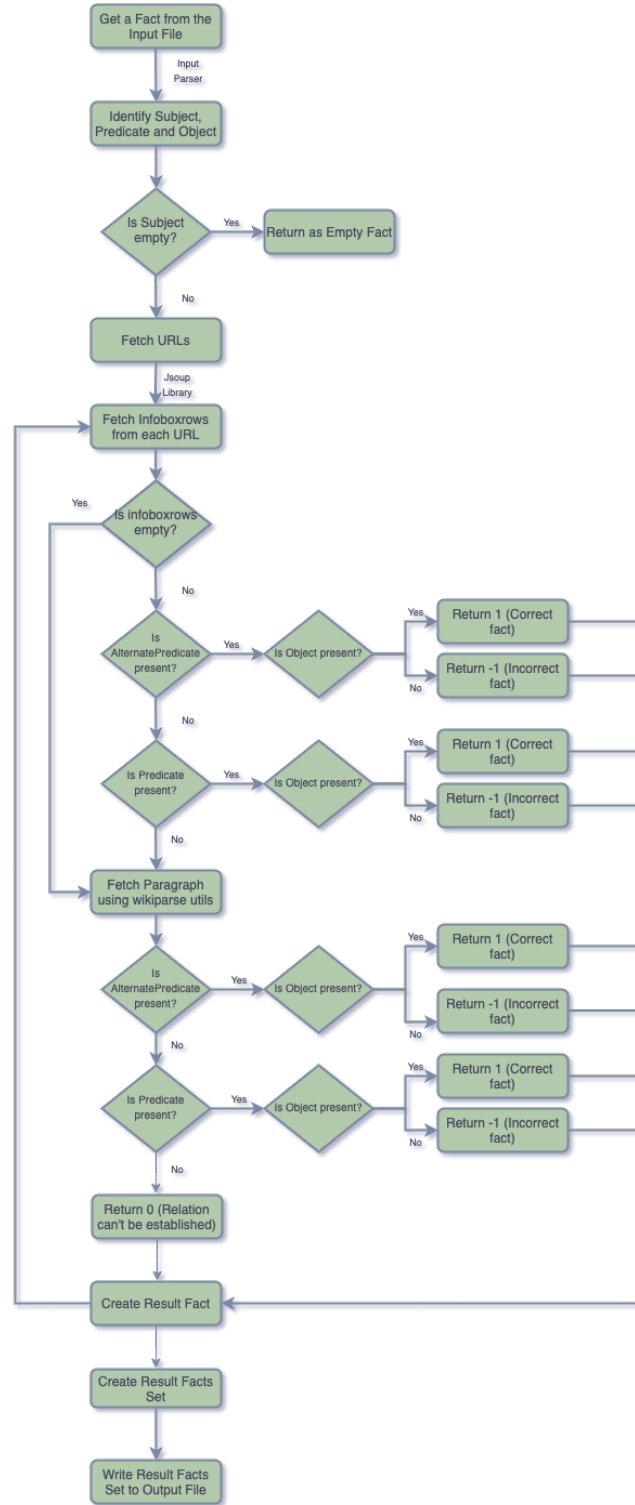 Get a Fact from the
Input File
Input
Parser
Identify Subject,
Predicate and Object
Is Subject
empty?
Yes
Return as Empty Fact
No
Fetch URLs
Jsoup
Library
Fetch Infoboxrows
from each URL
Yes
Is infoboxrows
empty?
No
Is
AlternatePredicate
present?
Yes
Is Object present?
Yes
Return 1 (Correct
fact)
No
Return -1 (Incorrect
fact)
No
Is Predicate
present?
Yes
Is Object present?
Yes
Return 1 (Correct
fact)
No
Return -1 (Incorrect
fact)
No
Fetch Paragraph
using wikiparse utils
Is
AlternatePredicate
present?
Yes
Is Object present?
Yes
Return 1 (Correct
fact)
No
Return -1 (Incorrect
fact)
No
Is Predicate
present?
Yes
Is Object present?
Yes
Return 1 (Correct
fact)
No
Return -1 (Incorrect
fact)
No
Return 0 (Relation
can't be established)
Create Result Fact
Create Result Facts
Set
Write Result Facts
Set to Output File